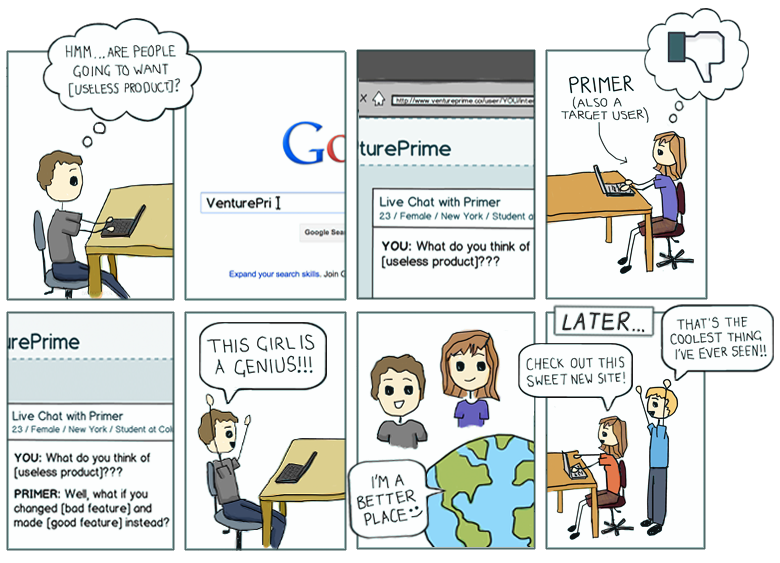 HMM...ARE PEOPLE
GOING TO WANT
[USELESS PRODUCT]?
VenturePri
Google Sea
Expand your search skills. Join G
X
http://www.ventureprime.co/user/YOU/Inte
turePrime
Live Chat with Primer
23 / Female / New York / Student a
YOU: What do you think of
[useless product]???
PRIMER
(ALSO A
TARGET USER)
urePrime
Live Chat with Primer
23 / Female / New York / Student at Col
YOU: What do you think of
[useless product]???
PRIMER: Well, what if you
changed [bad feature] and
made [good feature] instead?
THIS GIRL IS
A GENIUS!!!
I'M A
BETTER
PLACE
LATER...
CHECK OUT THIS
SWEET NEW SITE!
THAT'S THE
COOLEST THING
I'VE EVER SEEN!!